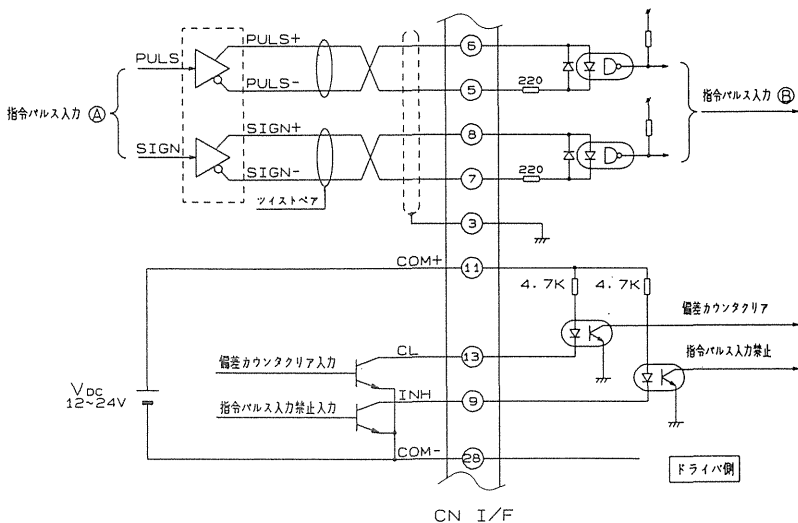 PULS
PULS+
PULS-
6
5
220
指令パルス入力 Ⓐ
指令パルス入力 Ⓑ
SIGN
SIGN+
SIGN-
8
7
220
ツイストペア
3
COM+
11
4.7K
4.7K
偏差カウンタクリア
CL
13
偏差カウンタクリア入力
指令パルス入力禁止
VDC
12~24V
INH
9
指令パルス入力禁止入力
COM-
28
ドライバ側
CN I/F